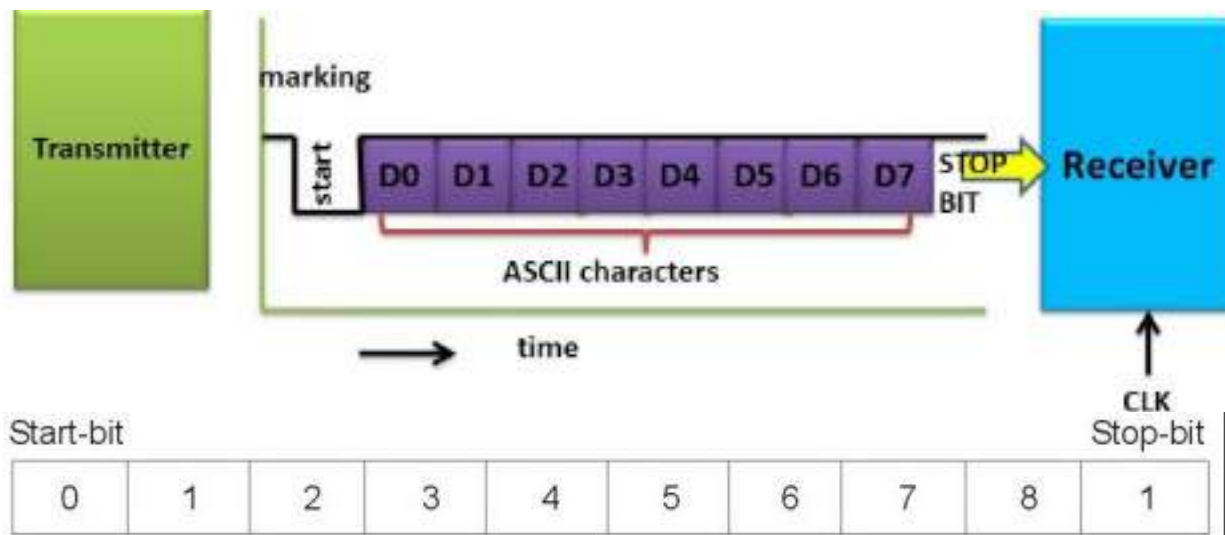 marking
Transmitter
start
D0 D1 D2 D3 D4 D5 D6 D7
STOP
BIT
Receiver
ASCII characters
time
CLK
Start-bit Stop-bit
0 1 2 3 4 5 6 7 8 1